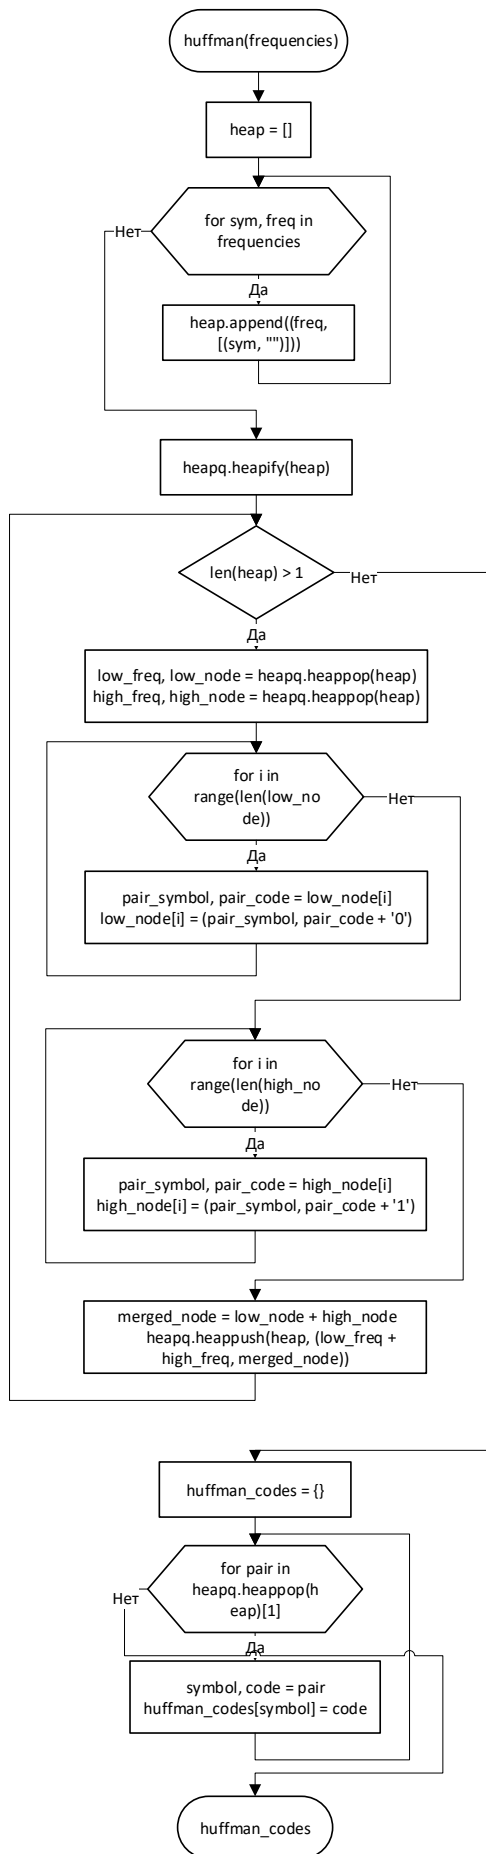 huffman(frequencies)
heap = []
for sym, freq in
frequencies
Нет
Да
heap.append((freq,
[(sym, "")]))
heapq.heapify(heap)
len(heap) > 1
Нет
Да
low_freq, low_node = heapq.heappop(heap)
high_freq, high_node = heapq.heappop(heap)
for i in
range(len(low_no
de))
Нет
Да
pair_symbol, pair_code = low_node[i]
low_node[i] = (pair_symbol, pair_code + '0')
for i in
range(len(high_no
de))
Нет
Да
pair_symbol, pair_code = high_node[i]
high_node[i] = (pair_symbol, pair_code + '1')
merged_node = low_node + high_node
heapq.heappush(heap, (low_freq +
high_freq, merged_node))
huffman_codes = {}
for pair in
heapq.heappop(h
eap)[1]
Нет
Да
symbol, code = pair
huffman_codes[symbol] = code
huffman_codes